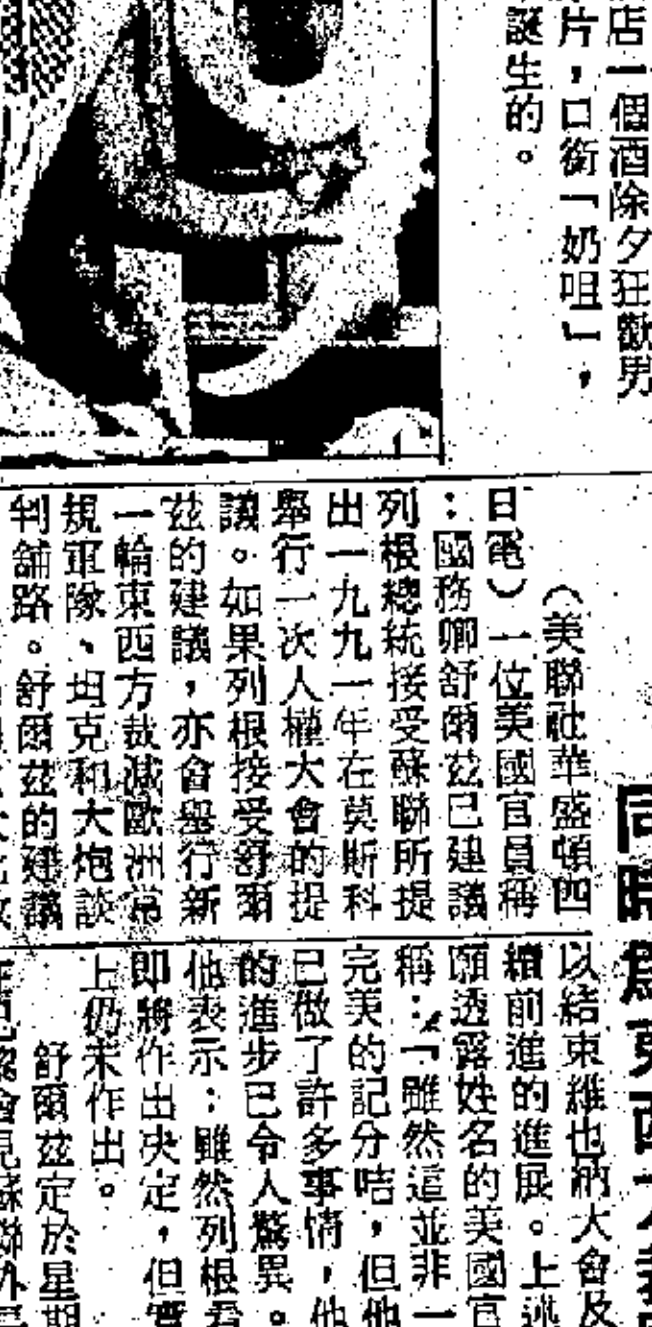 店一個酒除夕狂歡男
片，口銜「奶咀」，
誕生的。
（美聯社華盛頓四
日電）一位美國官員稱
：國務卿舒爾茲已建議
列根總統接受蘇聯所提
出一九九一年在莫斯科
舉行一次人權大會的提
議。如果列根接受舒爾
茲的建議，亦會舉行新
一輪東西方裁減歐洲常
規軍隊、坦克和大炮談
判舖路。舒爾茲的建議
以結束維也納大會及
續前進的進展。上述
願透露姓名的美國官
稱：「雖然這並非一
完美的記分咭，但他
已做了許多事情，他
的進步已令人驚異。
他表示：雖然列根看
即將作出决定，但實
上仍未作出。
舒爾茲定於星期
會見蘇聯外長